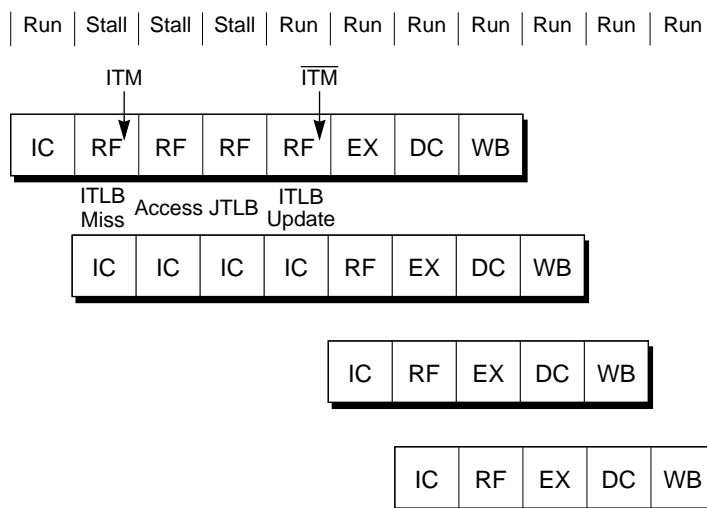 Run Stall Stall Stall Run Run Run Run Run Run Run
ITM ITM
IC RF RF RF RF EX DC WB
ITLB Miss Access JTLB ITLB Update
IC IC IC IC RF EX DC WB
IC RF EX DC WB
IC RF EX DC WB